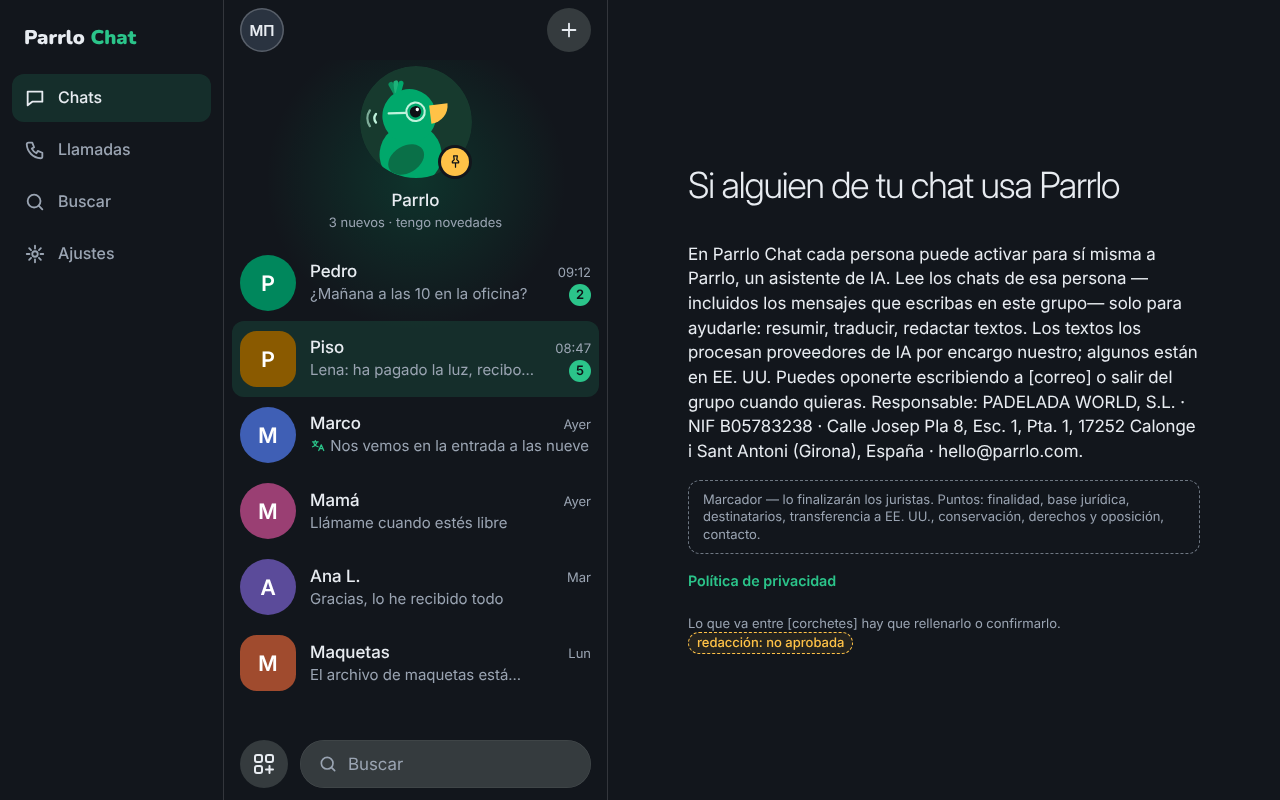 Parrlo Chat
Chats
Llamadas
Buscar
Ajustes
МП
Parrlo
3 nuevos · tengo novedades
P
Pedro
09:12
¿Mañana a las 10 en la oficina?
2
P
Piso
08:47
Lena: ha pagado la luz, recibo...
5
M
Marco
Ayer
Nos vemos en la entrada a las nueve
M
Mamá
Ayer
Llámame cuando estés libre
A
Ana L.
Mar
Gracias, lo he recibido todo
M
Maquetas
Lun
El archivo de maquetas está...
Buscar
Si alguien de tu chat usa Parrlo
En Parrlo Chat cada persona puede activar para sí misma a
Parrlo, un asistente de IA. Lee los chats de esa persona —
incluidos los mensajes que escribas en este grupo— solo para
ayudarle: resumir, traducir, redactar textos. Los textos los
procesan proveedores de IA por encargo nuestro; algunos están
en EE. UU. Puedes oponerte escribiendo a [correo] o salir del
grupo cuando quieras. Responsable: PADELADA WORLD, S.L. ·
NIF B05783238 · Calle Josep Pla 8, Esc. 1, Pta. 1, 17252 Calonge
i Sant Antoni (Girona), España · hello@parrlo.com.
Marcador — lo finalizarán los juristas. Puntos: finalidad, base jurídica,
destinatarios, transferencia a EE. UU., conservación, derechos y oposición,
contacto.
Política de privacidad
Lo que va entre [corchetes] hay que rellenarlo o confirmarlo.
redacción: no aprobada